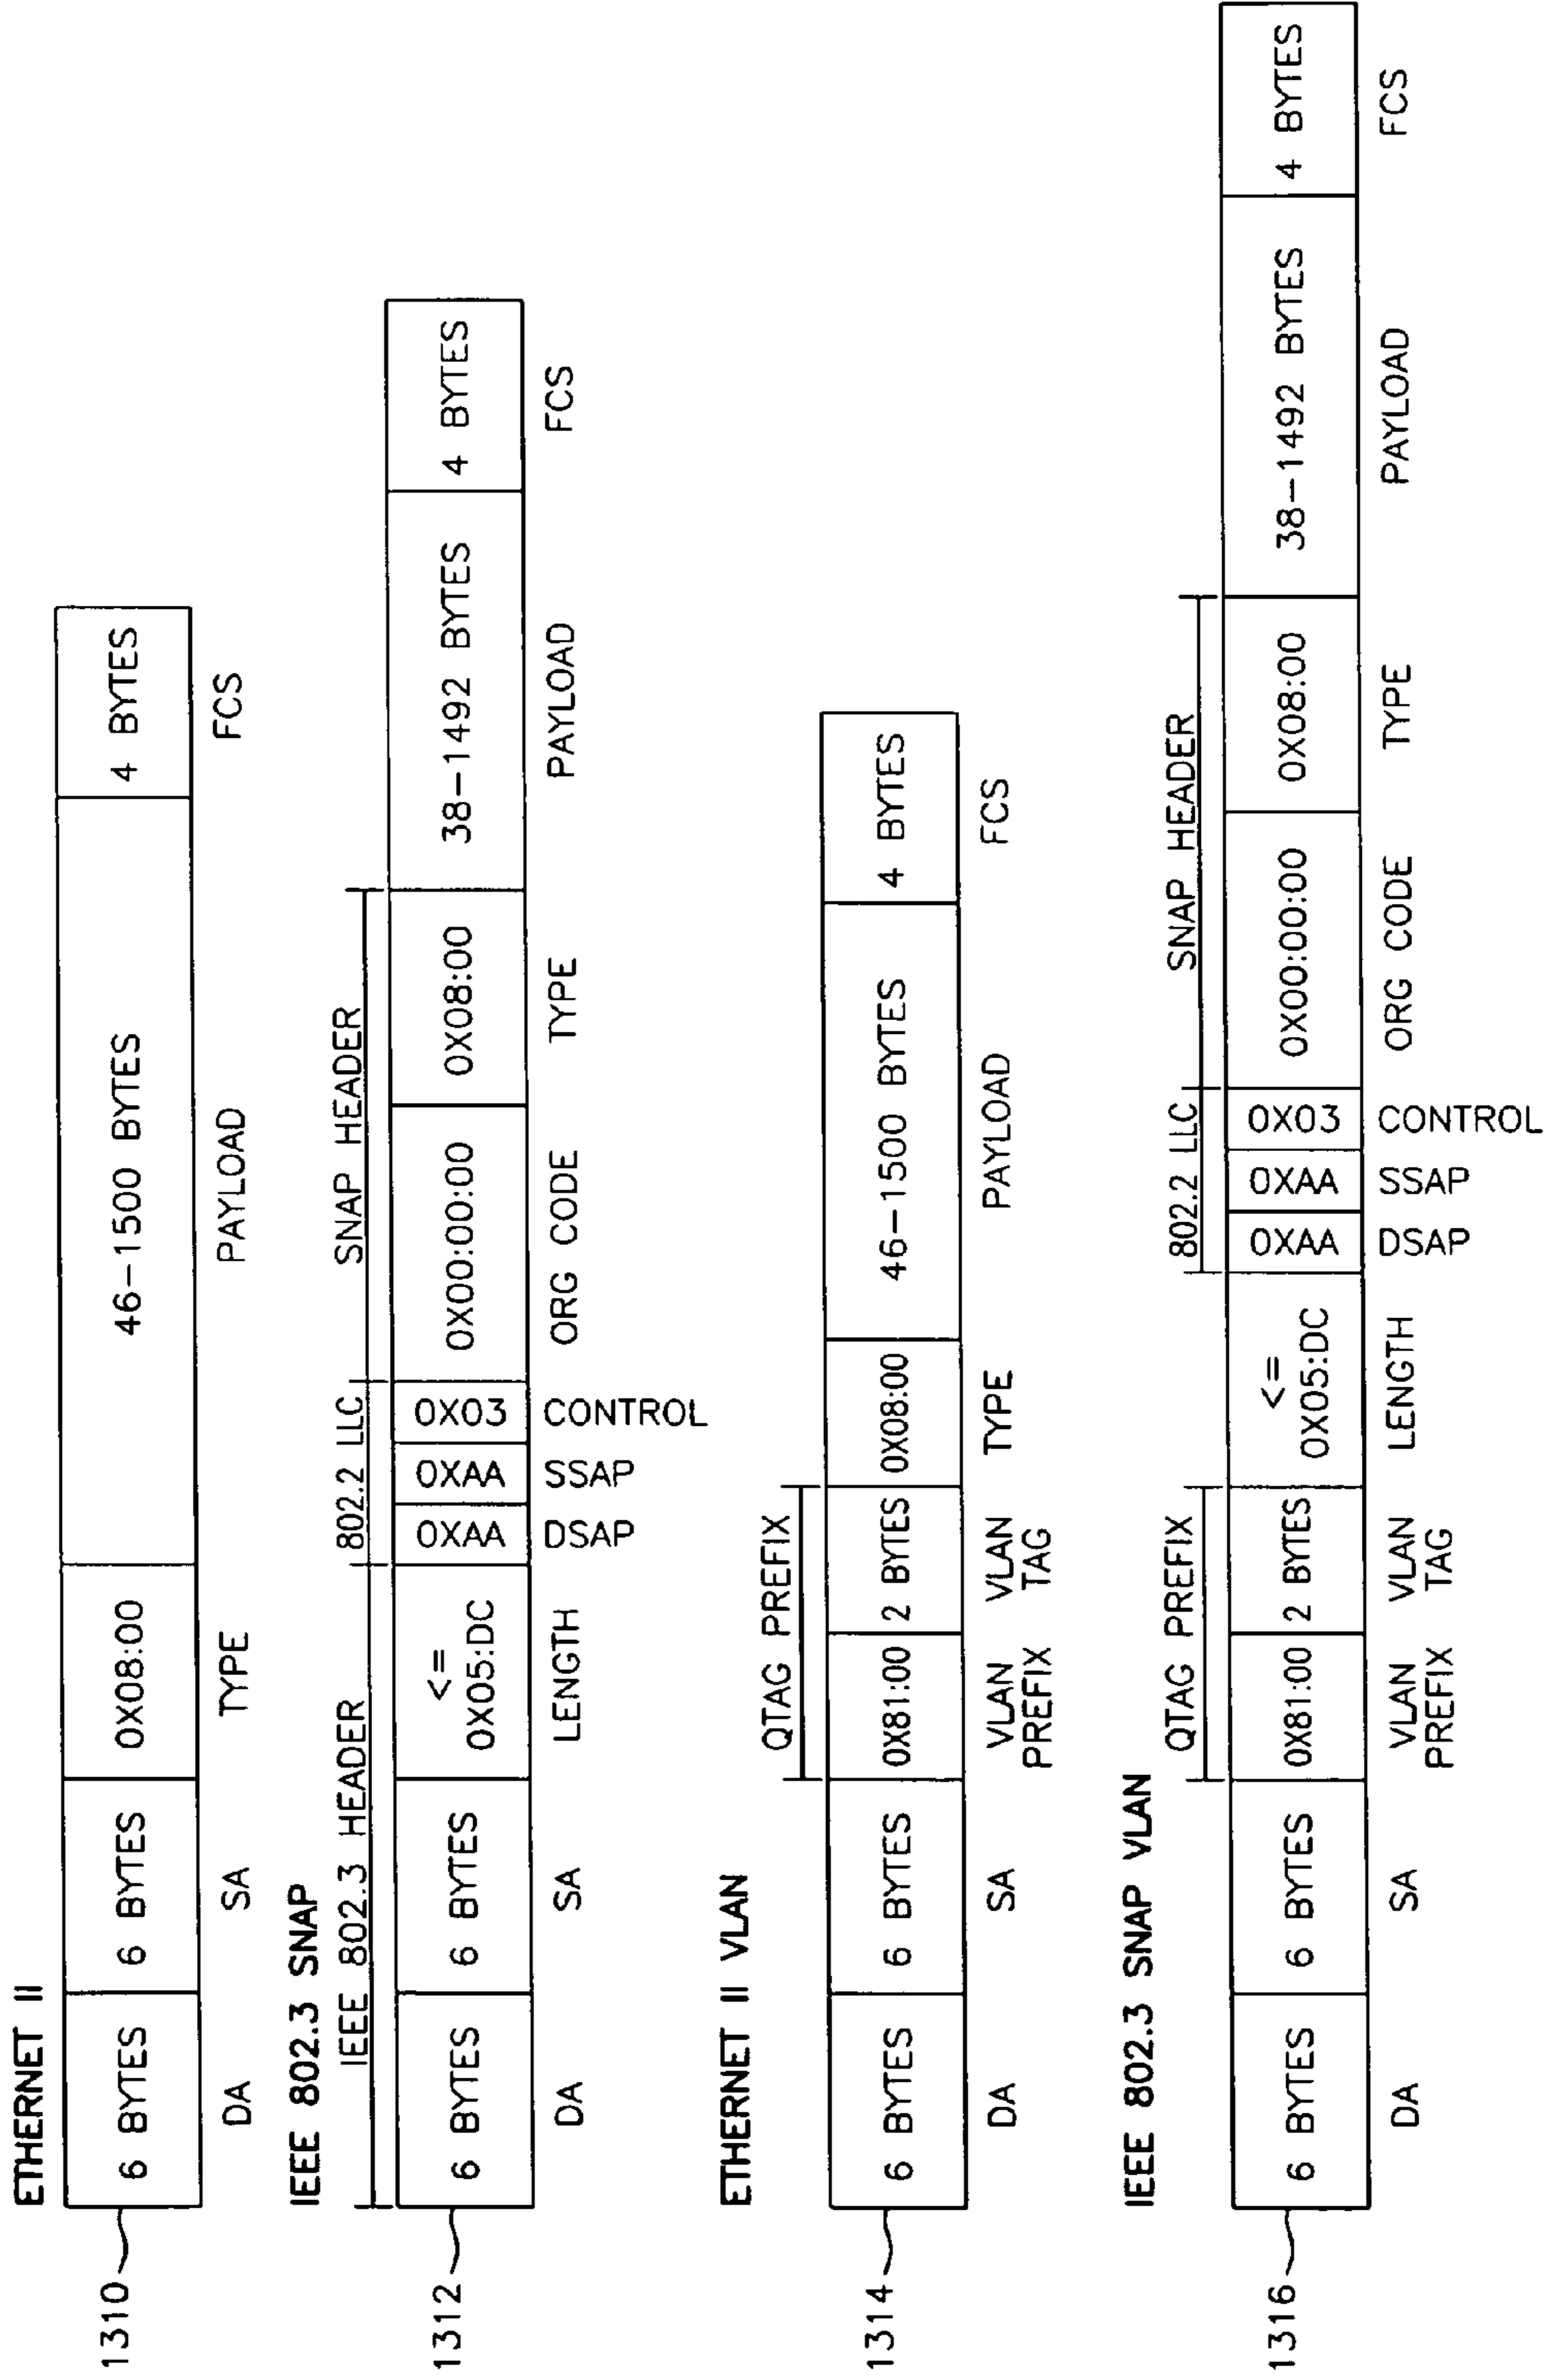 ETHERNET II
1310
6 BYTES 6 BYTES 0X08:00 46-1500 BYTES 4 BYTES
DA SA TYPE PAYLOAD FCS
IEEE 802.3 SNAP
IEEE 802.3 HEADER 802.2 LLC SNAP HEADER
1312
6 BYTES 6 BYTES <= 0X05:DC 0XAA 0XAA 0X03 0X00:00:00 0X08:00 38-1492 BYTES 4 BYTES
DA SA LENGTH DSAP SSAP CONTROL ORG CODE TYPE PAYLOAD FCS
ETHERNET II VLAN
QTAG PREFIX
1314
6 BYTES 6 BYTES 0X81:00 2 BYTES 0X08:00 46-1500 BYTES 4 BYTES
DA SA VLAN PREFIX VLAN TAG TYPE PAYLOAD FCS
IEEE 802.3 SNAP VLAN
QTAG PREFIX 802.2 LLC SNAP HEADER
1316
6 BYTES 6 BYTES 0X81:00 2 BYTES <= 0X05:DC 0XAA 0XAA 0X03 0X00:00:00 0X08:00 38-1492 BYTES 4 BYTES
DA SA VLAN PREFIX VLAN TAG LENGTH DSAP SSAP CONTROL ORG CODE TYPE PAYLOAD FCS